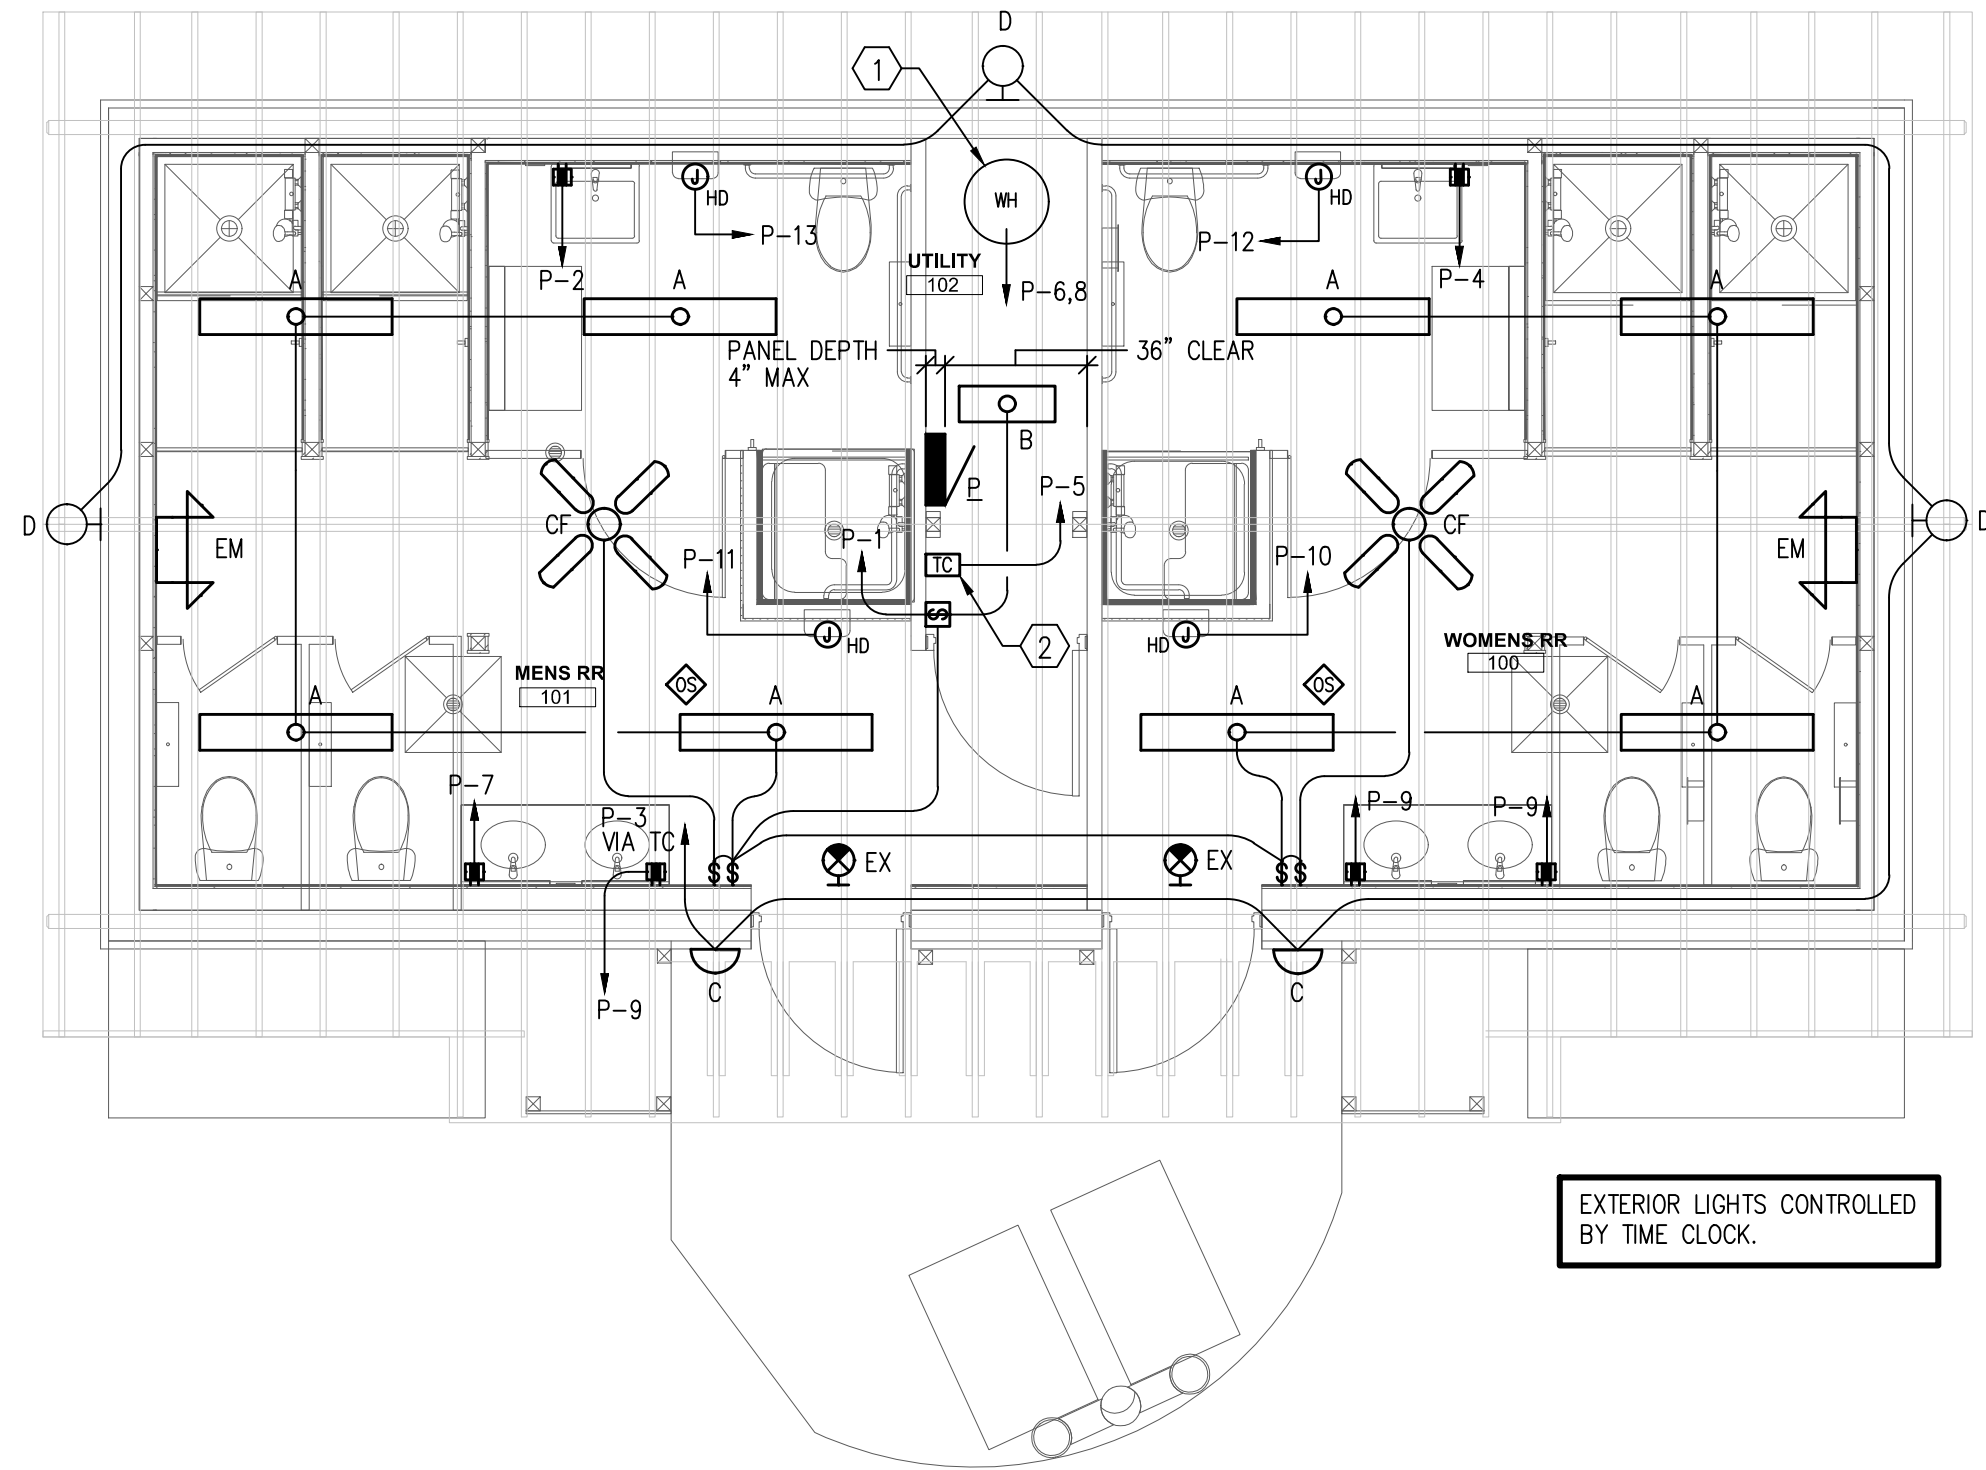 D
1
WH
J
HD
J
HD
P-13
P-12
UTILITY
102
P-2
A
A
P-6,8
A
P-4
A
PANEL DEPTH
4" MAX
36" CLEAR
B
P
P-5
D
EM
CF
P-1
TC
CF
EM
D
P-11
P-10
S
J
HD
2
HD
J
WOMENS RR
100
MENS RR
101
OS
OS
A
A
A
A
P-7
P-3
VIA TC
P-9
P-9
$ $
EX
EX
$ $
P-9
C
C
EXTERIOR LIGHTS CONTROLLED
BY TIME CLOCK.